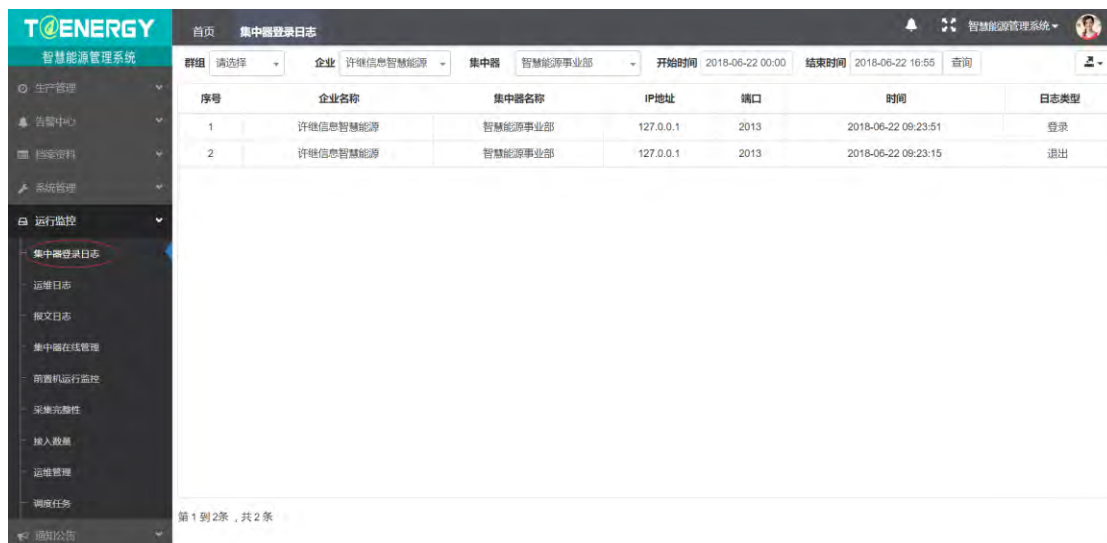 T@ENERGY
智慧能源管理系统
首页 集中器登录日志
智慧能源管理系统
群组 请选择 企业 许继信息智慧能源 集中器 智慧能源事业部 开始时间 2018-06-22 00:00 结束时间 2018-06-22 16:55 查询
序号 企业名称 集中器名称 IP地址 端口 时间 日志类型
1 许继信息智慧能源 智慧能源事业部 127.0.0.1 2013 2018-06-22 09:23:51 登录
2 许继信息智慧能源 智慧能源事业部 127.0.0.1 2013 2018-06-22 09:23:15 退出
生产管理
告警中心
档案资料
系统管理
运行监控
集中器登录日志
运维日志
报文日志
集中器在线管理
前置机运行监控
采集完整性
接入数量
运维管理
调度任务
通知公告
第 1 到 2条 ,共 2 条